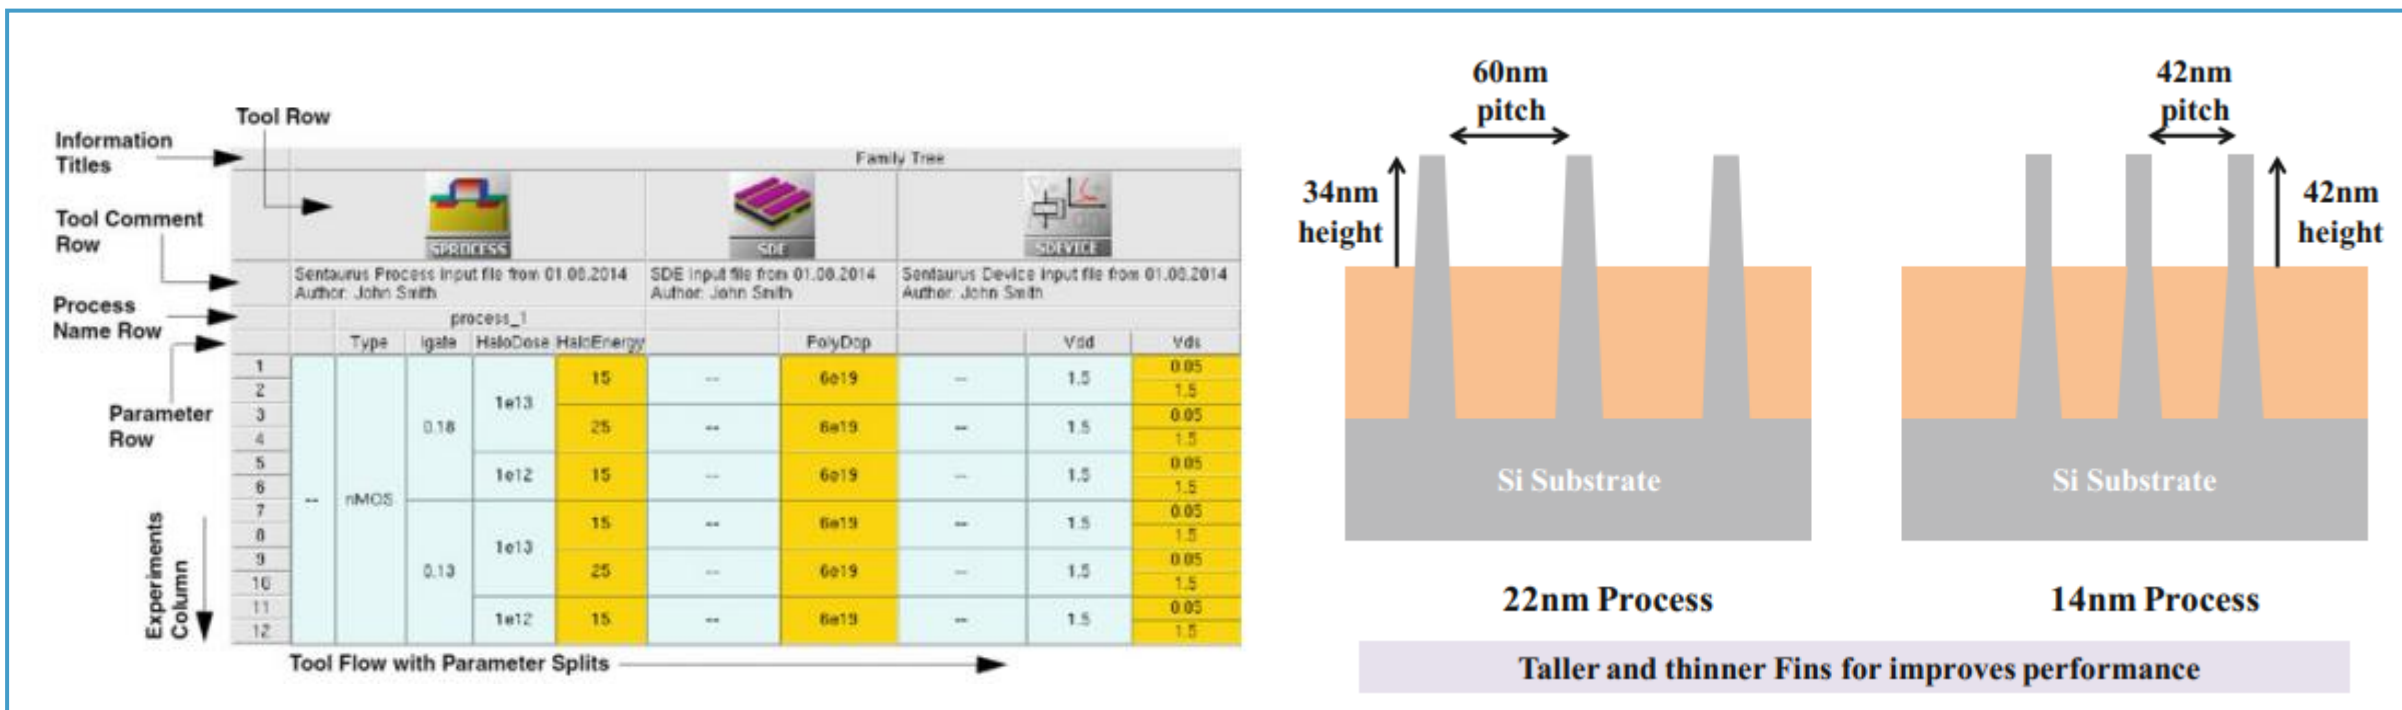 Tool Row
Information
Titles
Family Tree
SPROCESS
SDE
SDEVICE
Tool Comment
Row
Sentaurus Process input file from 01.08.2014
Author: John Smith
SDE input file from 01.08.2014
Author: John Smith
Sentaurus Device input file from 01.08.2014
Author: John Smith
Process
Name Row
process_1
Type lgate HaloDose HaloEnergy PolyDop Vdd Vds
Parameter
Row
Experiments
Column
1
2
3
4
5
6
7
8
9
10
11
12
--
nMOS
0.18
0.13
1e13
1e12
1e13
1e12
15
25
15
15
25
15
--
--
--
--
--
--
6e19
6e19
6e19
6e19
6e19
6e19
--
--
--
--
--
--
1.5
1.5
1.5
1.5
1.5
1.5
0.05
1.5
0.05
1.5
0.05
1.5
0.05
1.5
0.05
1.5
0.05
1.5
Tool Flow with Parameter Splits
60nm
pitch
34nm
height
Si Substrate
22nm Process
42nm
pitch
42nm
height
Si Substrate
14nm Process
Taller and thinner Fins for improves performance